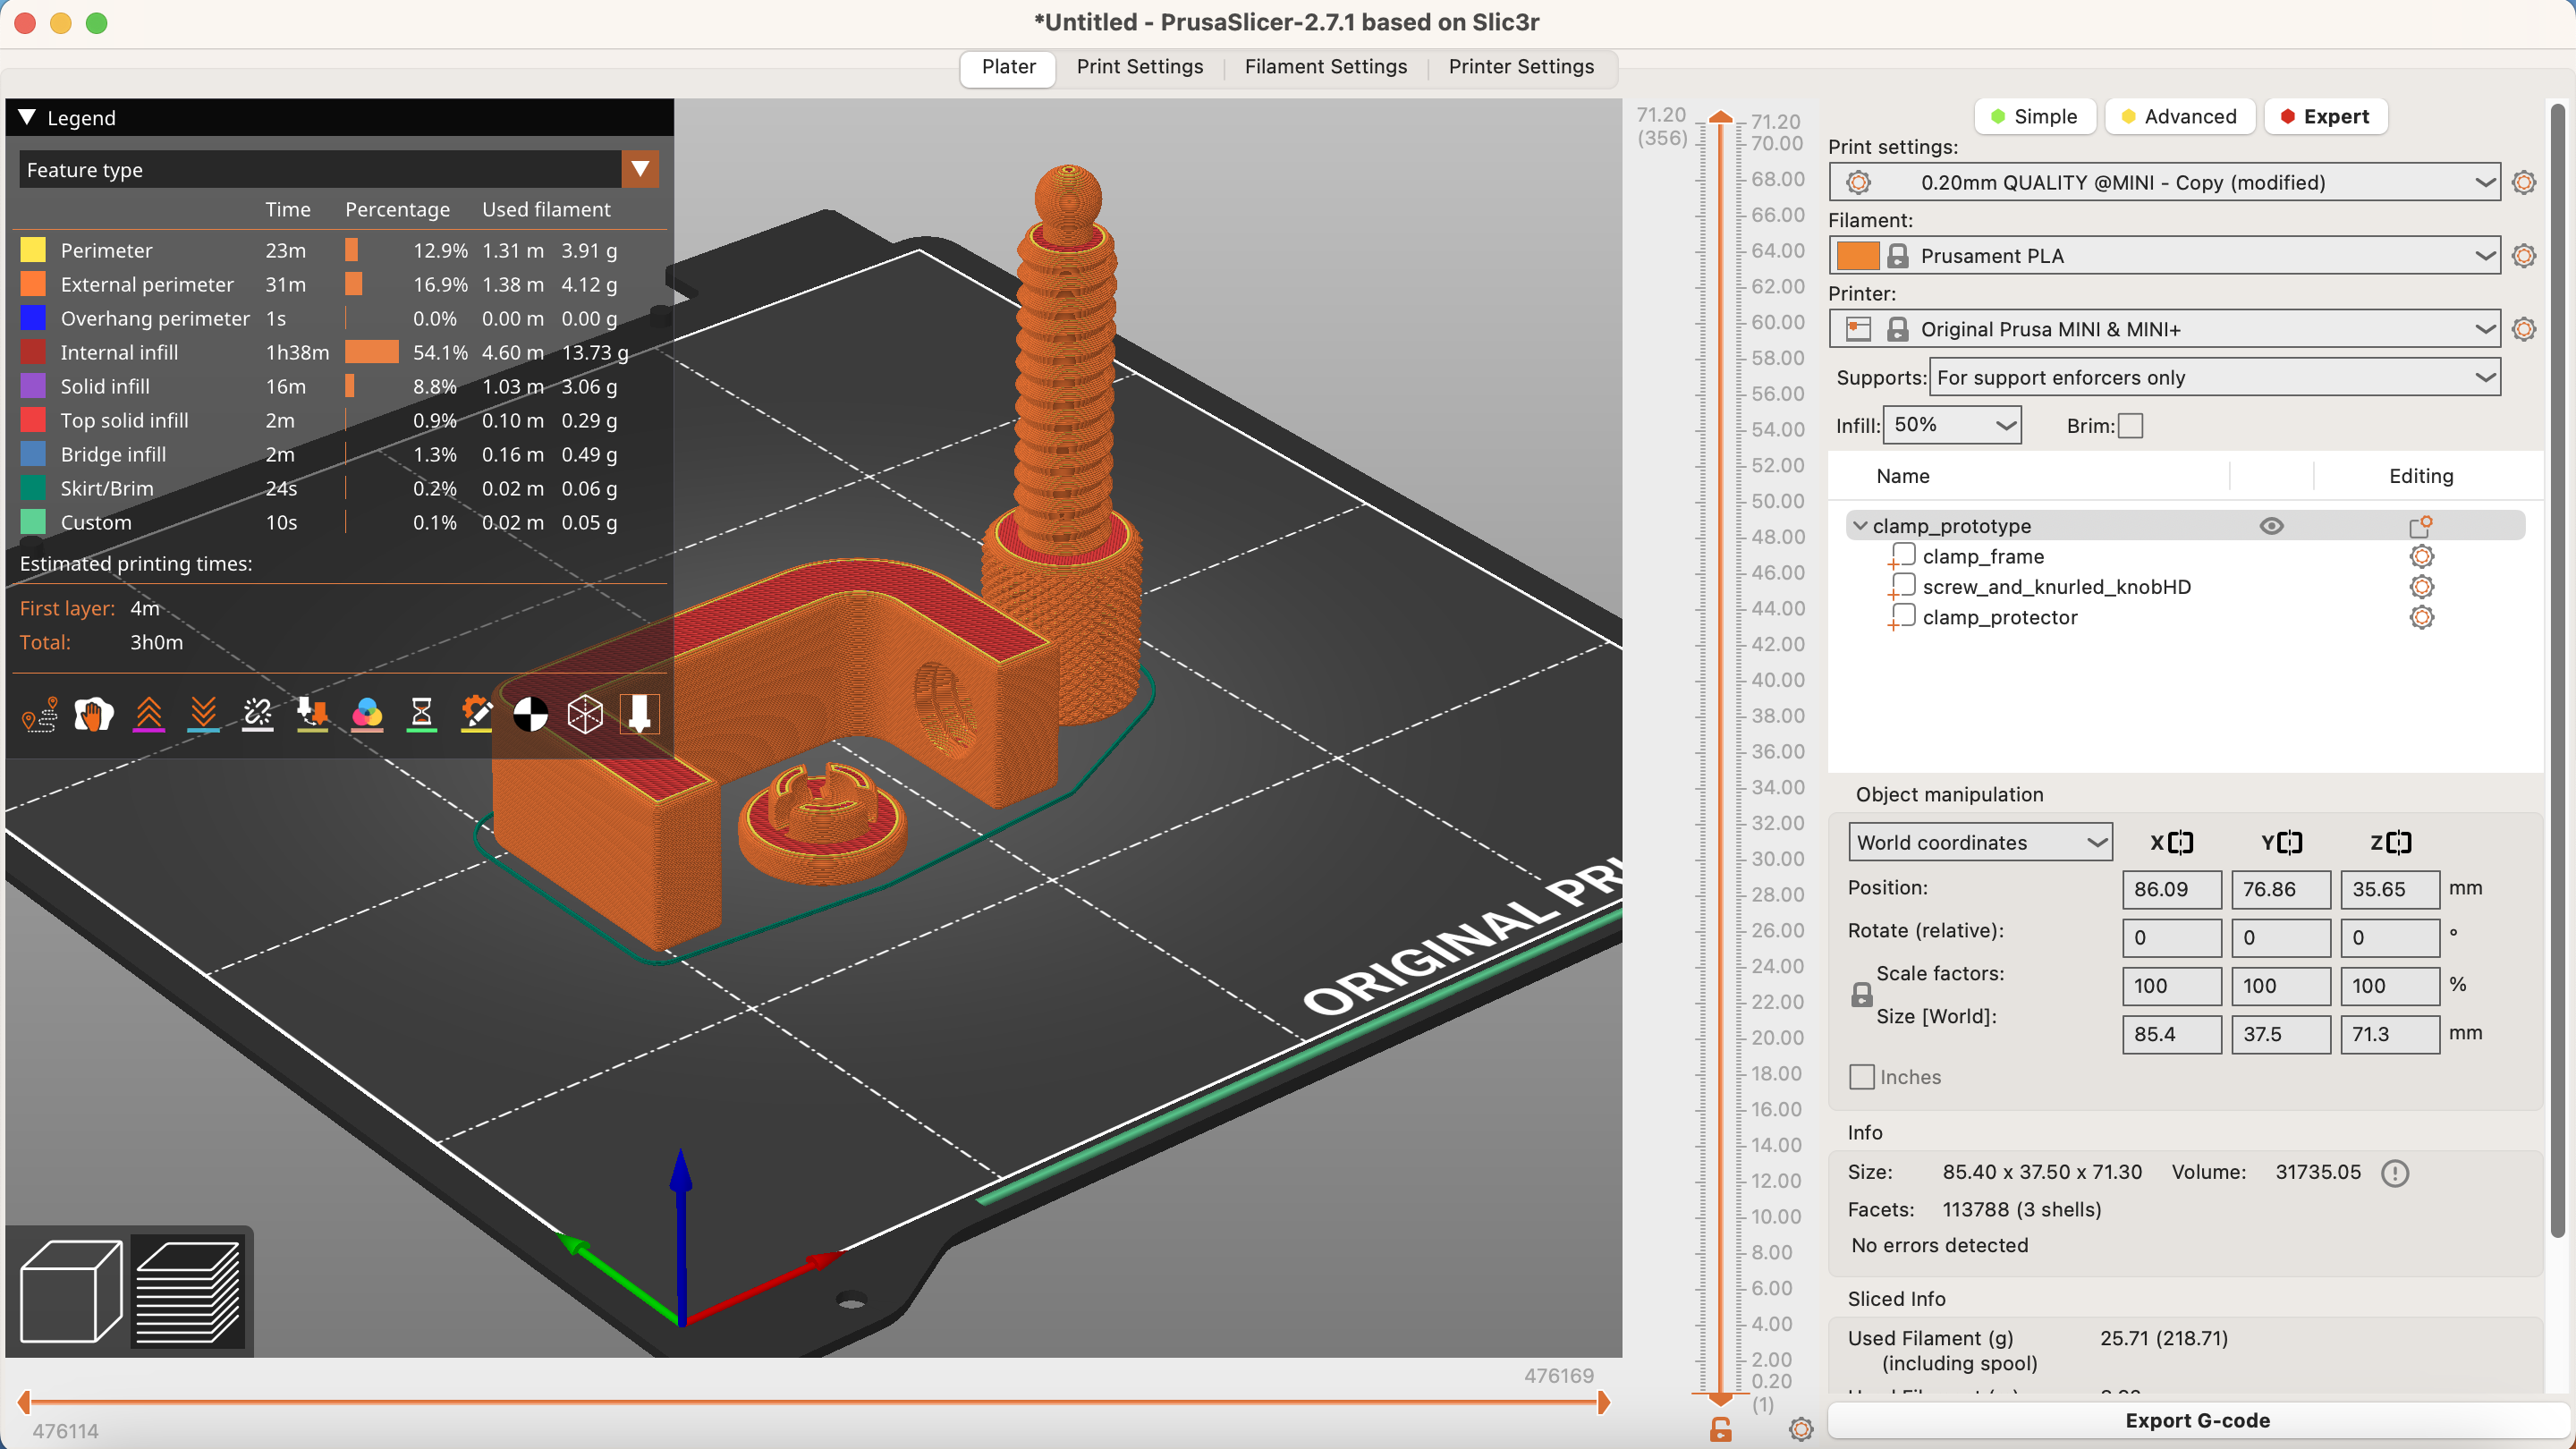 *Untitled - PrusaSlicer-2.7.1 based on Slic3r
Plater Print Settings Filament Settings Printer Settings
Legend
Feature type
Time Percentage Used filament
Perimeter 23m 12.9% 1.31 m 3.91 g
External perimeter 31m 16.9% 1.38 m 4.12 g
Overhang perimeter 1s 0.0% 0.00 m 0.00 g
Internal infill 1h38m 54.1% 4.60 m 13.73 g
Solid infill 16m 8.8% 1.03 m 3.06 g
Top solid infill 2m 0.9% 0.10 m 0.29 g
Bridge infill 2m 1.3% 0.16 m 0.49 g
Skirt/Brim 24s 0.2% 0.02 m 0.06 g
Custom 10s 0.1% 0.02 m 0.05 g
Estimated printing times:
First layer: 4m
Total: 3h0m
ORIGINAL PRU
476169
476114
71.20
(356)
71.20
70.00
68.00
66.00
64.00
62.00
60.00
58.00
56.00
54.00
52.00
50.00
48.00
46.00
44.00
42.00
40.00
38.00
36.00
34.00
32.00
30.00
28.00
26.00
24.00
22.00
20.00
18.00
16.00
14.00
12.00
10.00
8.00
6.00
4.00
2.00
0.20
(1)
Simple Advanced Expert
Print settings:
0.20mm QUALITY @MINI - Copy (modified)
Filament:
Prusament PLA
Printer:
Original Prusa MINI & MINI+
Supports: For support enforcers only
Infill: 50% Brim:
Name Editing
clamp_prototype
clamp_frame
screw_and_knurled_knobHD
clamp_protector
Object manipulation
World coordinates X Y Z
Position: 86.09 76.86 35.65 mm
Rotate (relative): 0 0 0 °
Scale factors: 100 100 100 %
Size [World]: 85.4 37.5 71.3 mm
Inches
Info
Size: 85.40 x 37.50 x 71.30 Volume: 31735.05
Facets: 113788 (3 shells)
No errors detected
Sliced Info
Used Filament (g) 25.71 (218.71)
(including spool)
Export G-code